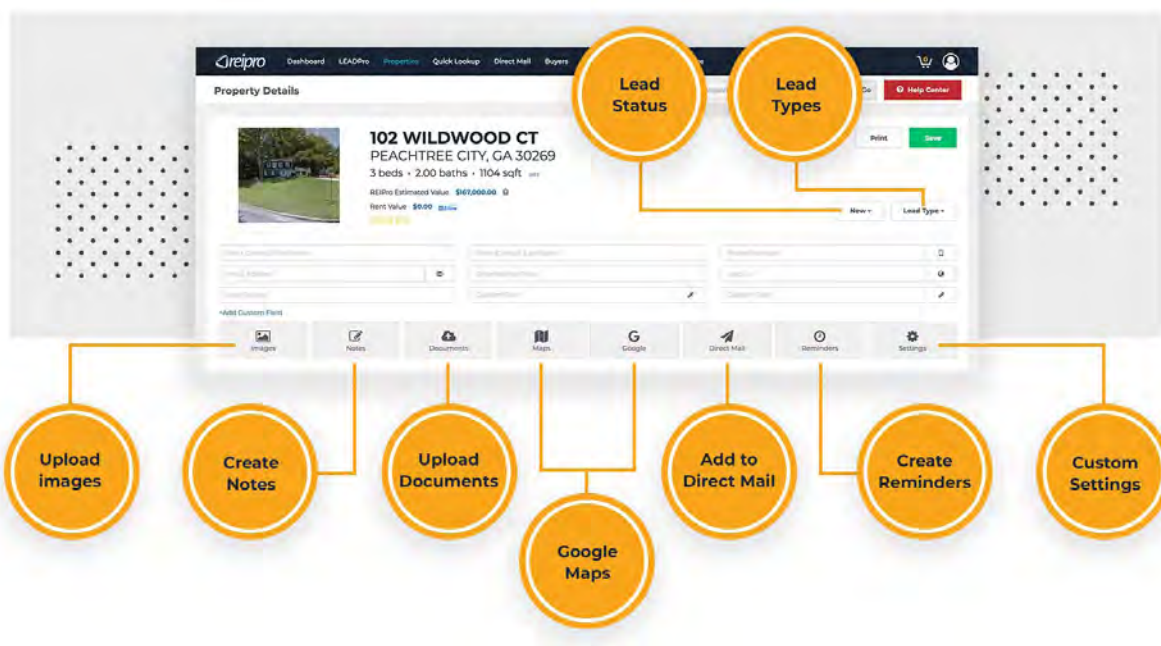 reipro
Dashboard LEADPro Properties Quick Lookup Direct Mail Buyers
Property Details
Go Help Center
Lead
Status
Lead
Types
102 WILDWOOD CT
PEACHTREE CITY, GA 30269
3 beds • 2.00 baths • 1104 sqft
REIPro Estimated Value $167,000.00
Rent Value $0.00
Print Save
New Lead Type
+Add Custom Field
Images Notes Documents Maps Google Direct Mail Reminders Settings
Upload
images
Create
Notes
Upload
Documents
Google
Maps
Add to
Direct Mail
Create
Reminders
Custom
Settings